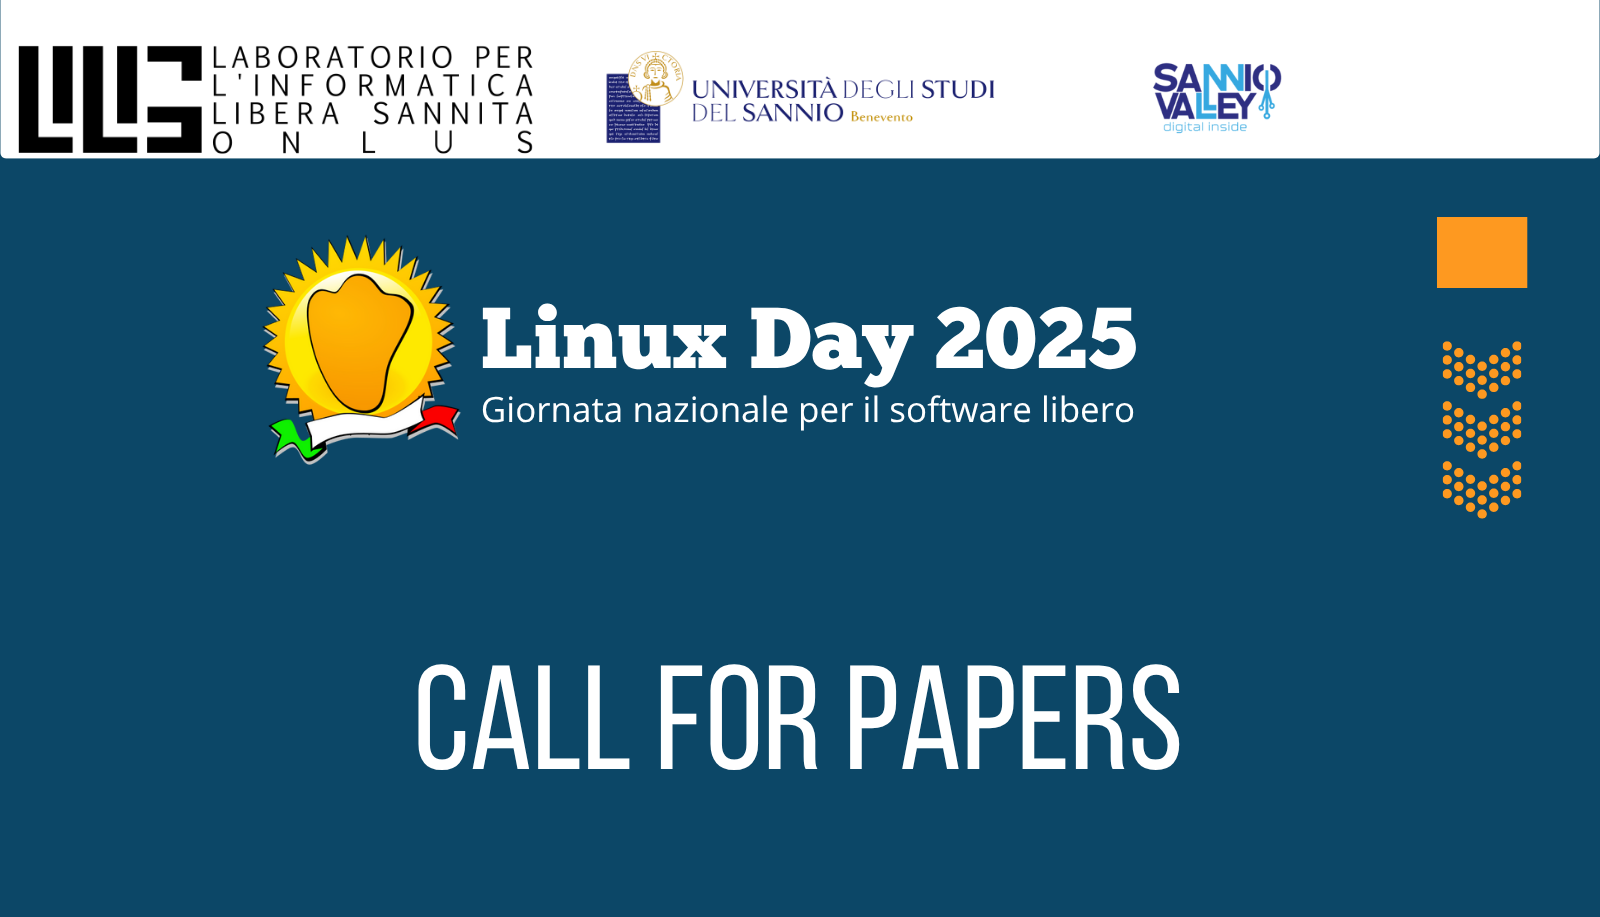 LABORATORIO PER
L'INFORMATICA
LIBERA SANNITA
ONLUS
UNIVERSITÀ DEGLI STUDI
DEL SANNIO Benevento
SANNIO
VALLEY
digital inside
Linux Day 2025
Giornata nazionale per il software libero
CALL FOR PAPERS